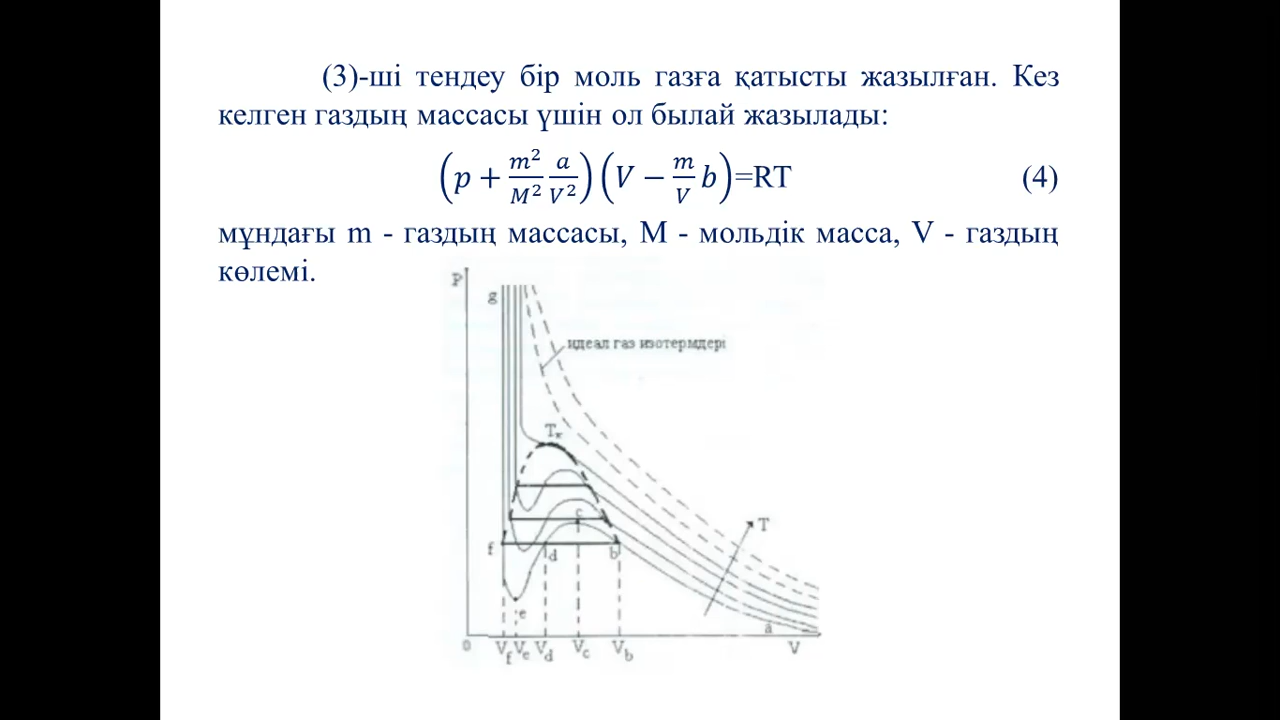 (3)-ші тендеу бір моль газға қатысты жазылған. Кез
келген газдың массасы үшін ол былай жазылады:
(p + m²/M² a/V²)(V − m/V b)=RT (4)
мұндағы m - газдың массасы, M - мольдік масса, V - газдың
көлемі.
P
g
идеал газ изотермдері
Tк
T
c
f
d
b
e
a
0
Vf
Ve
Vd
Vc
Vb
V